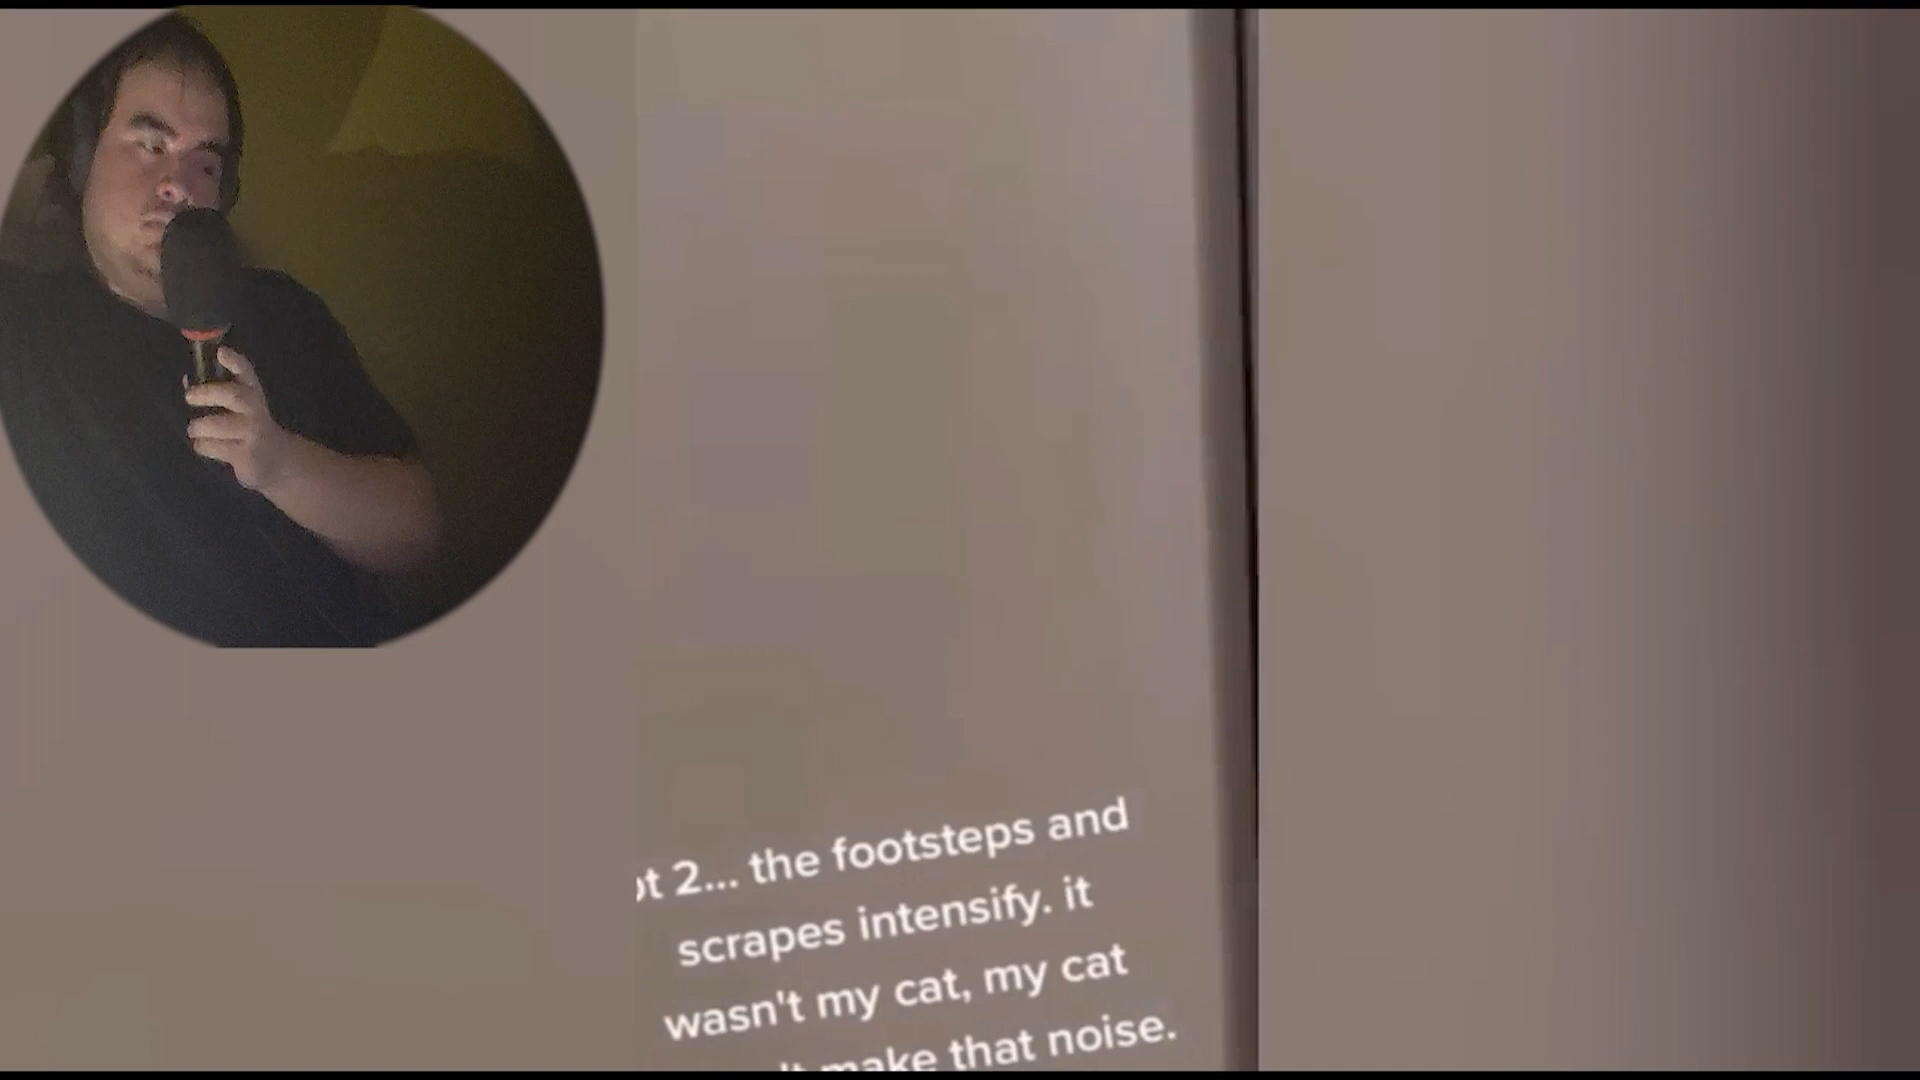 2... the footsteps and
scrapes intensify. it
wasn't my cat, my cat
make that noise.